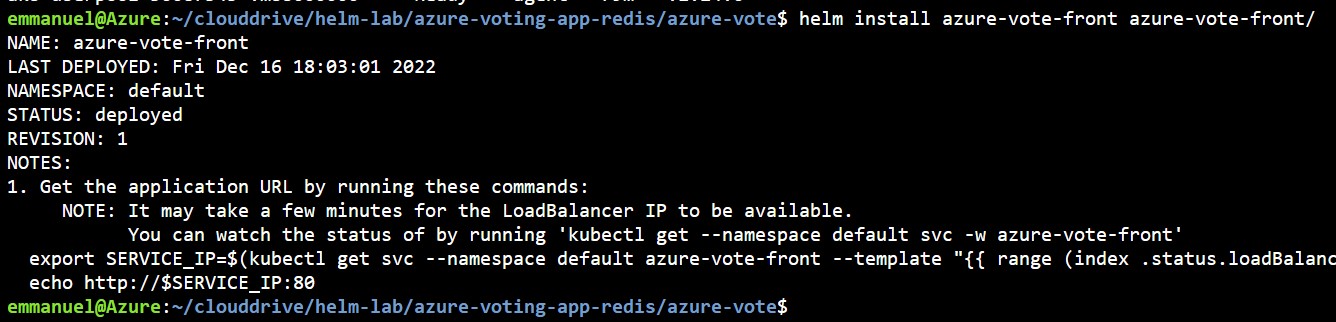 emmanuel@Azure:~/clouddrive/helm-lab/azure-voting-app-redis/azure-vote$ helm install azure-vote-front azure-vote-front/
NAME: azure-vote-front
LAST DEPLOYED: Fri Dec 16 18:03:01 2022
NAMESPACE: default
STATUS: deployed
REVISION: 1
NOTES:
1. Get the application URL by running these commands:
NOTE: It may take a few minutes for the LoadBalancer IP to be available.
You can watch the status of by running 'kubectl get --namespace default svc -w azure-vote-front'
export SERVICE_IP=$(kubectl get svc --namespace default azure-vote-front --template "{{ range (index .status.loadBalanc
echo http://$SERVICE_IP:80
emmanuel@Azure:~/clouddrive/helm-lab/azure-voting-app-redis/azure-vote$